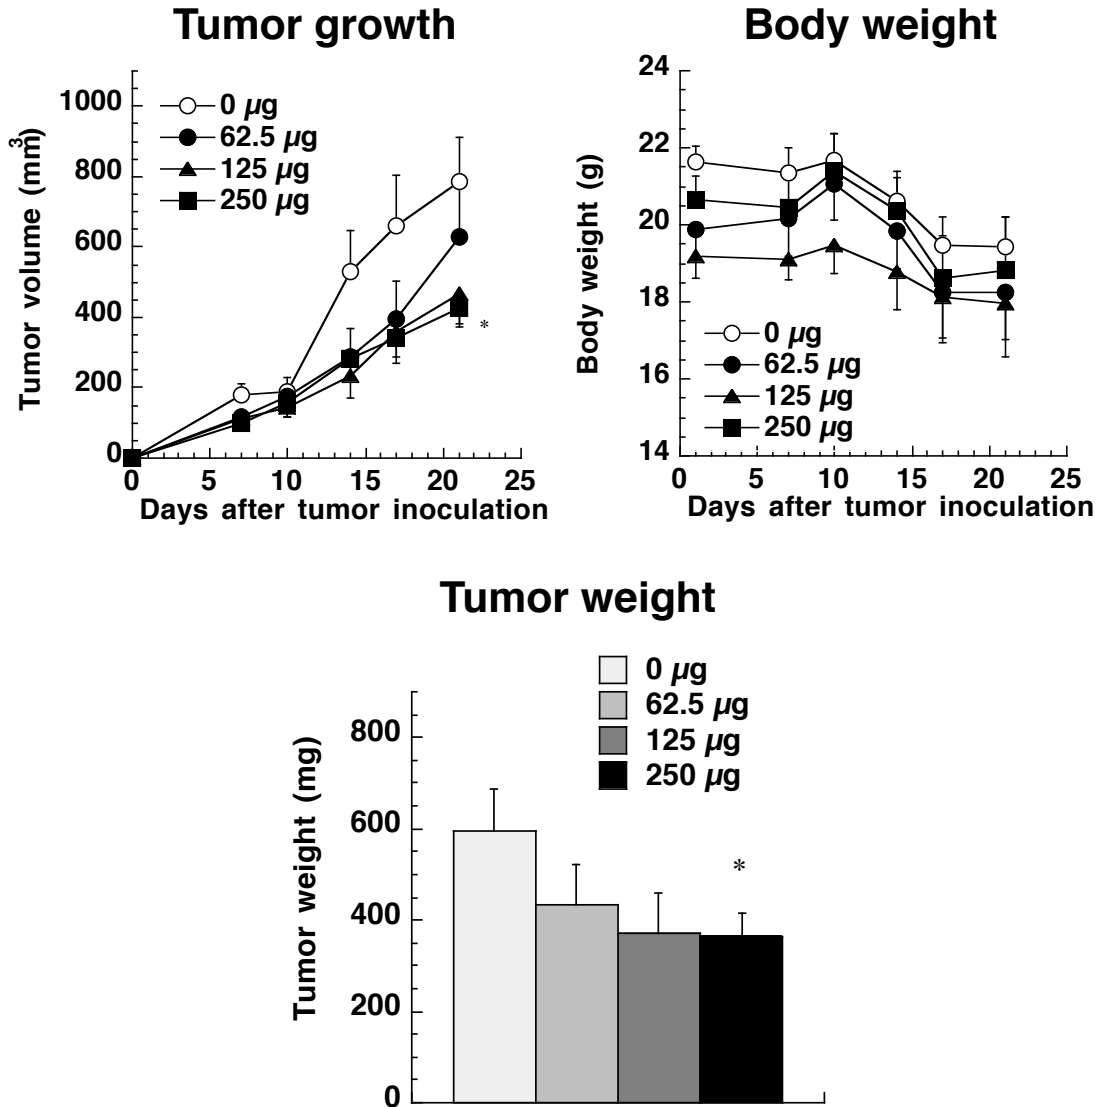 Tumor growth
Tumor volume (mm3)
1000
800
600
400
200
0
0 µg
62.5 µg
125 µg
250 µg
*
0 5 10 15 20 25
Days after tumor inoculation
Body weight
Body weight (g)
24
22
20
18
16
14
0 µg
62.5 µg
125 µg
250 µg
0 5 10 15 20 25
Days after tumor inoculation
Tumor weight
Tumor weight (mg)
800
600
400
200
0
0 µg
62.5 µg
125 µg
250 µg
*